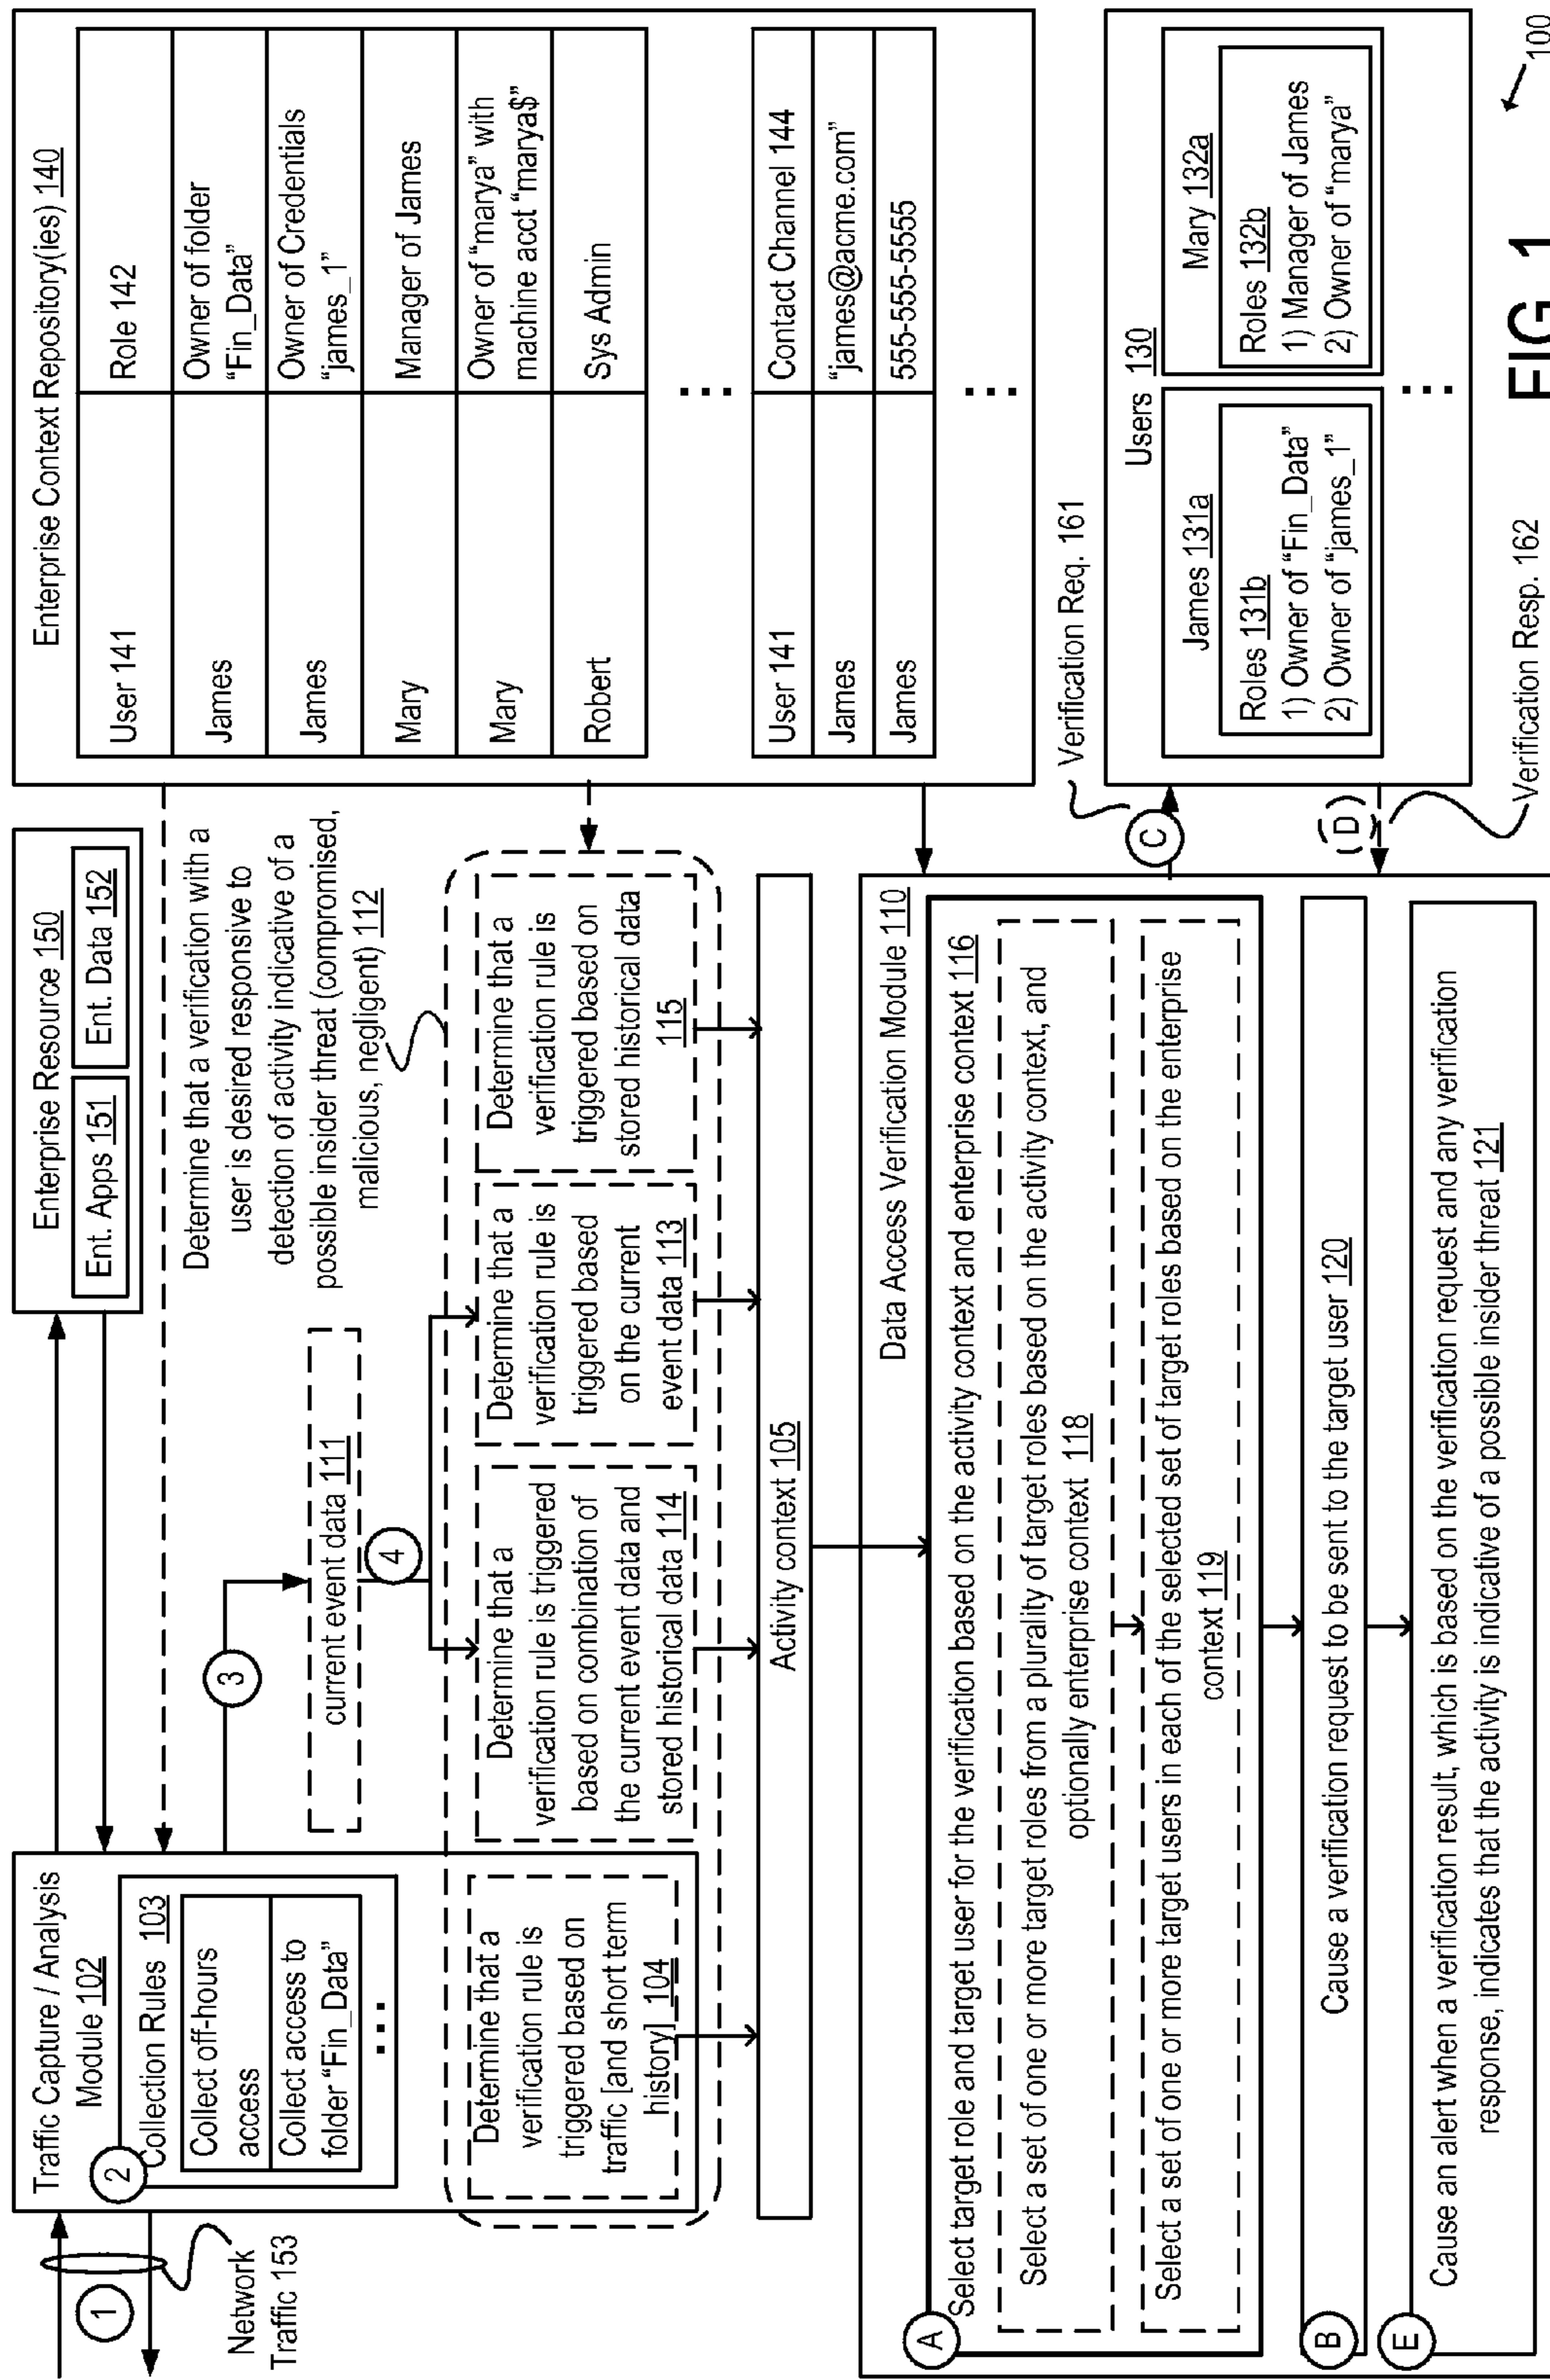 Traffic Capture / Analysis
Module 102
2
Collection Rules 103
Collect off-hours
access
Collect access to
folder "Fin_Data"
...
1
Network
Traffic 153
Determine that a
verification rule is
triggered based on
traffic [and short term
history] 104
Enterprise Resource 150
Ent. Apps 151
Ent. Data 152
3
current event data 111
4
Determine that a verification with a
user is desired responsive to
detection of activity indicative of a
possible insider threat (compromised,
malicious, negligent) 112
Determine that a
verification rule is triggered
based on combination of
the current event data and
stored historical data 114
Determine that a
verification rule is
triggered based
on the current
event data 113
Determine that a
verification rule is
triggered based on
stored historical data
115
Activity context 105
Enterprise Context Repository(ies) 140
User 141
Role 142
James
Owner of folder
"Fin_Data"
James
Owner of Credentials
"james_1"
Mary
Manager of James
Mary
Owner of "marya" with
machine acct "marya$"
Robert
Sys Admin
...
User 141
Contact Channel 144
James
"james@acme.com"
James
555-555-5555
...
Data Access Verification Module 110
A
Select target role and target user for the verification based on the activity context and enterprise context 116
Select a set of one or more target roles from a plurality of target roles based on the activity context, and
optionally enterprise context 118
Select a set of one or more target users in each of the selected set of target roles based on the enterprise
context 119
B
Cause a verification request to be sent to the target user 120
E
Cause an alert when a verification result, which is based on the verification request and any verification
response, indicates that the activity is indicative of a possible insider threat 121
C
Verification Req. 161
D
Verification Resp. 162
Users 130
James 131a
Roles 131b
1) Owner of "Fin_Data"
2) Owner of "james_1"
Mary 132a
Roles 132b
1) Manager of James
2) Owner of "marya"
...
100
FIG. 1